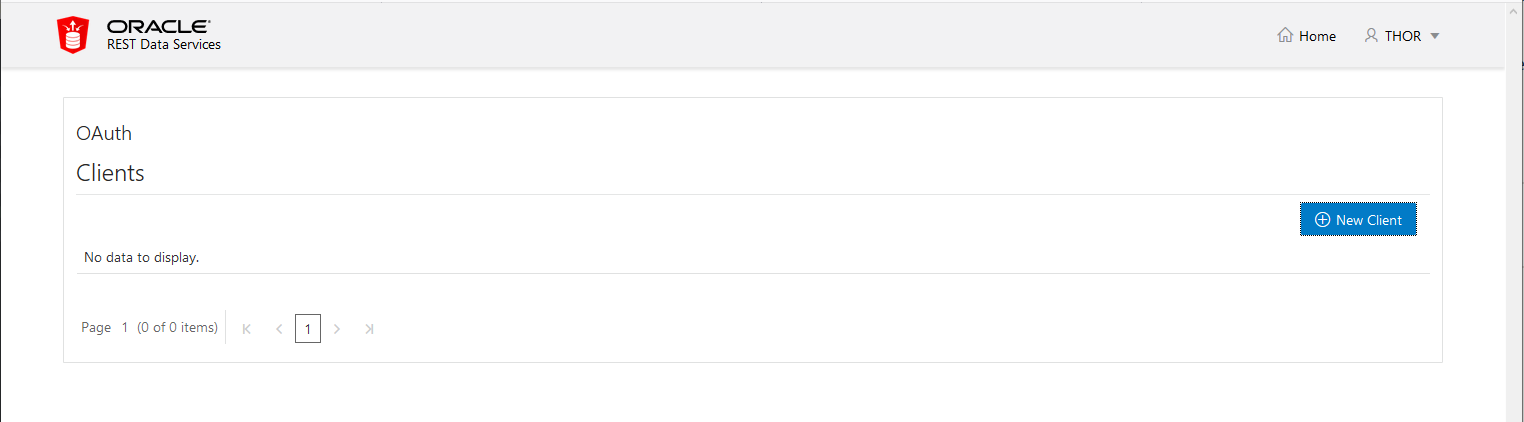 ORACLE®
REST Data Services
Home THOR
OAuth
Clients
New Client
No data to display.
Page 1 (0 of 0 items) 1